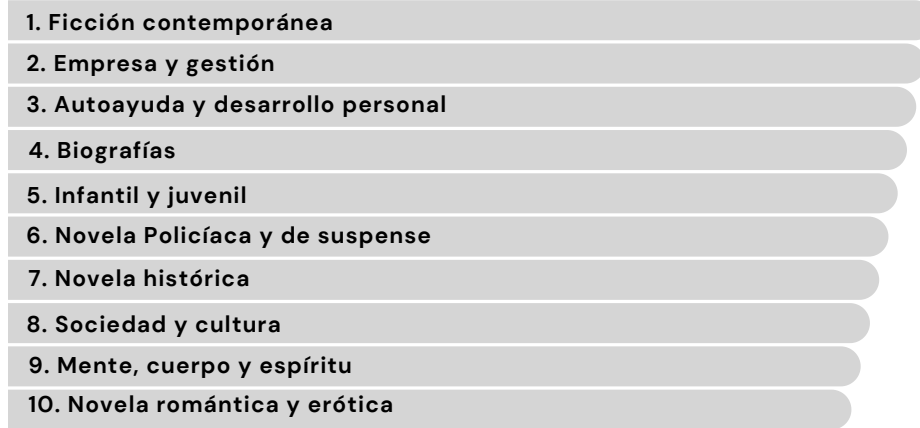 1. Ficción contemporánea
2. Empresa y gestión
3. Autoayuda y desarrollo personal
4. Biografías
5. Infantil y juvenil
6. Novela Policíaca y de suspense
7. Novela histórica
8. Sociedad y cultura
9. Mente, cuerpo y espíritu
10. Novela romántica y erótica